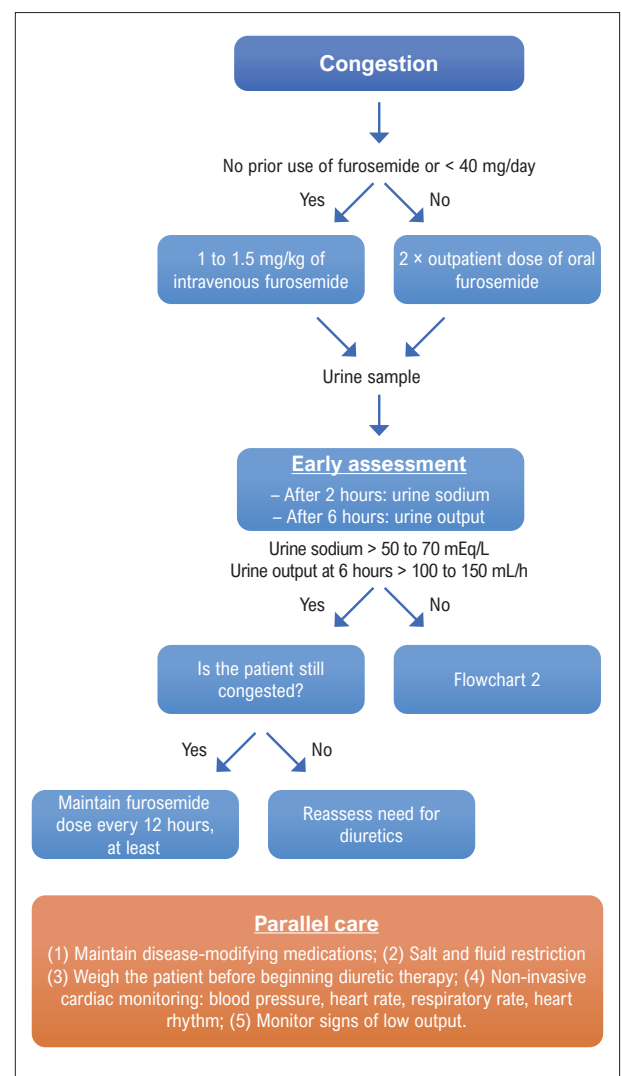 Congestion
No prior use of furosemide or < 40 mg/day
Yes
No
1 to 1.5 mg/kg of
intravenous furosemide
2 × outpatient dose of oral
furosemide
Urine sample
Early assessment
– After 2 hours: urine sodium
– After 6 hours: urine output
Urine sodium > 50 to 70 mEq/L
Urine output at 6 hours > 100 to 150 mL/h
Yes
No
Is the patient still
congested?
Flowchart 2
Yes
No
Maintain furosemide
dose every 12 hours,
at least
Reassess need for
diuretics
Parallel care
(1) Maintain disease-modifying medications; (2) Salt and fluid restriction
(3) Weigh the patient before beginning diuretic therapy; (4) Non-invasive
cardiac monitoring: blood pressure, heart rate, respiratory rate, heart
rhythm; (5) Monitor signs of low output.